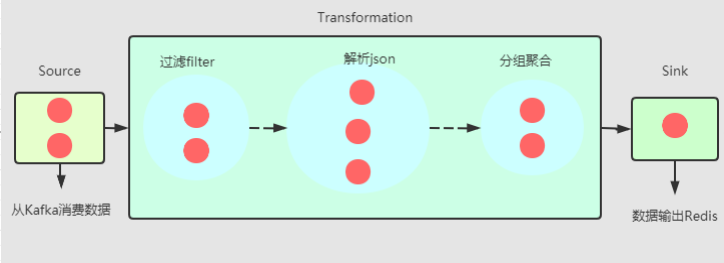 Transformation
Source
过滤filter
解析json
分组聚合
Sink
从Kafka消费数据
数据输出Redis